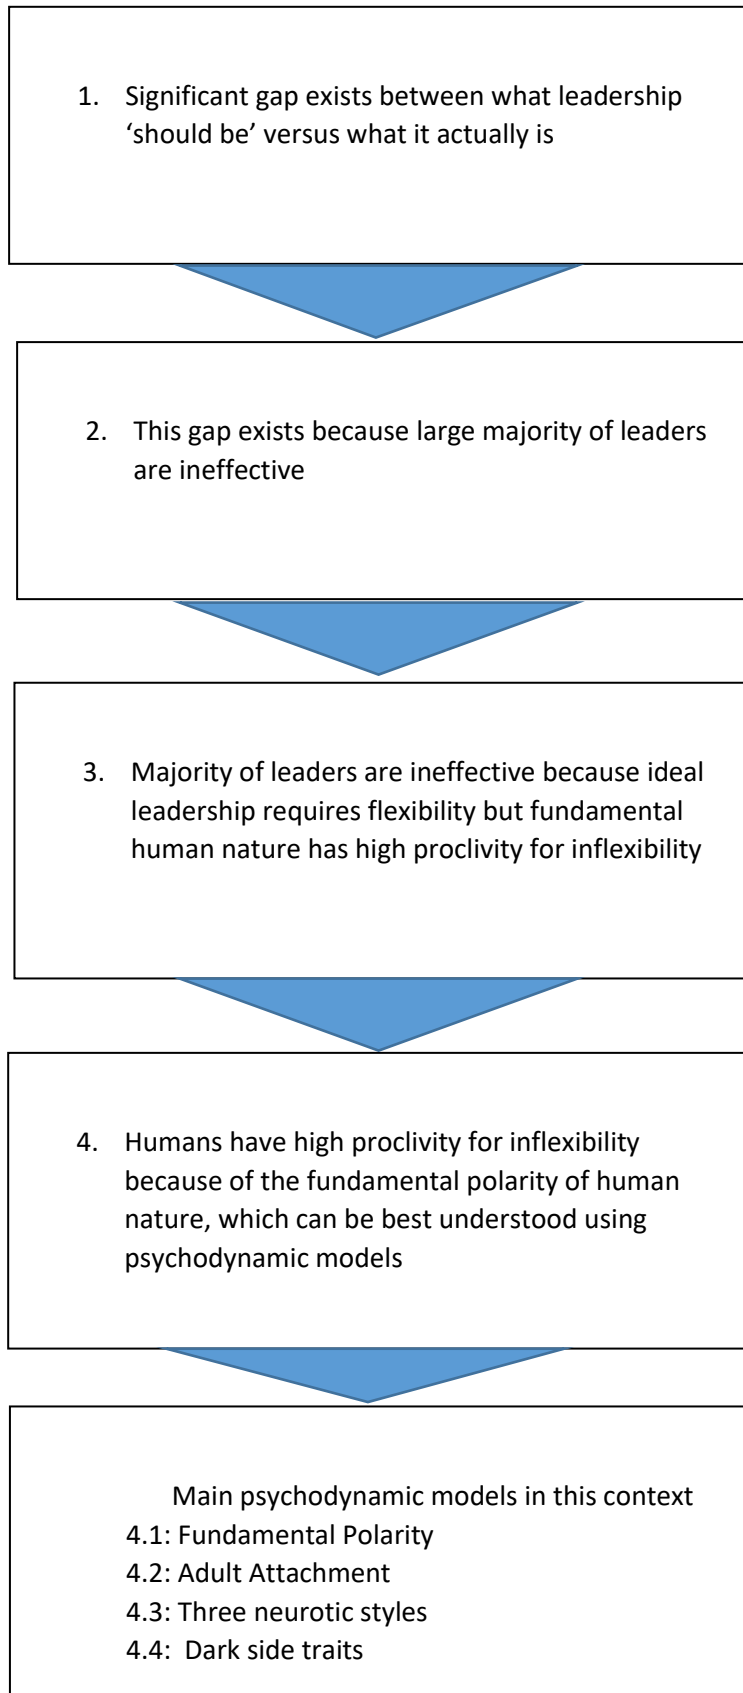 1. Significant gap exists between what leadership
‘should be’ versus what it actually is
2. This gap exists because large majority of leaders
are ineffective
3. Majority of leaders are ineffective because ideal
leadership requires flexibility but fundamental
human nature has high proclivity for inflexibility
4. Humans have high proclivity for inflexibility
because of the fundamental polarity of human
nature, which can be best understood using
psychodynamic models
Main psychodynamic models in this context
4.1: Fundamental Polarity
4.2: Adult Attachment
4.3: Three neurotic styles
4.4: Dark side traits